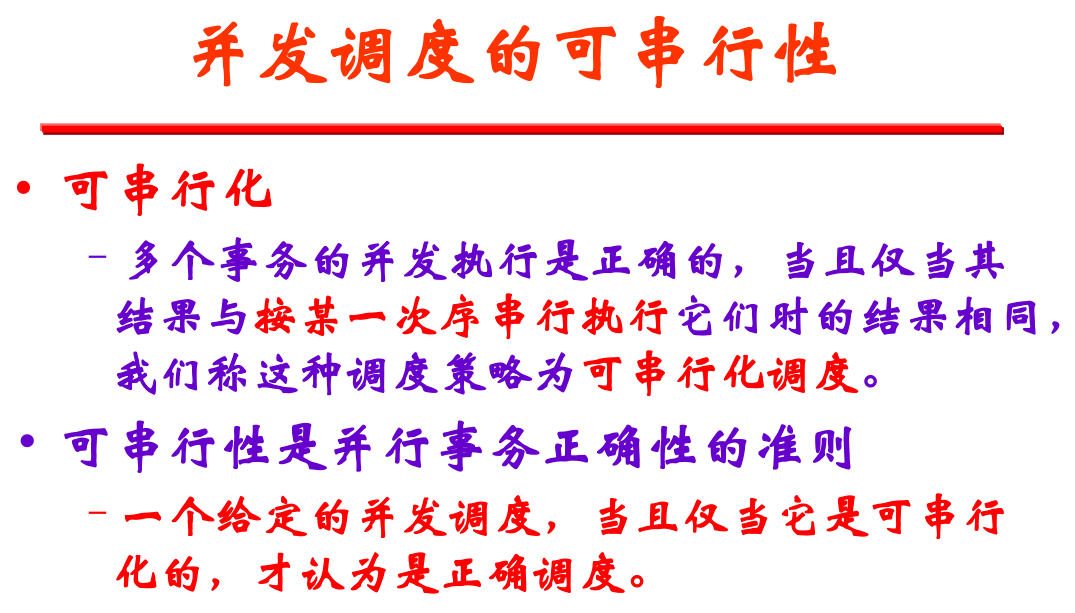 并发调度的可串行性
• 可串行化
– 多个事务的并发执行是正确的，当且仅当其
结果与按某一次序串行执行它们时的结果相同，
我们称这种调度策略为可串行化调度。
• 可串行性是并行事务正确性的准则
– 一个给定的并发调度，当且仅当它是可串行
化的，才认为是正确调度。